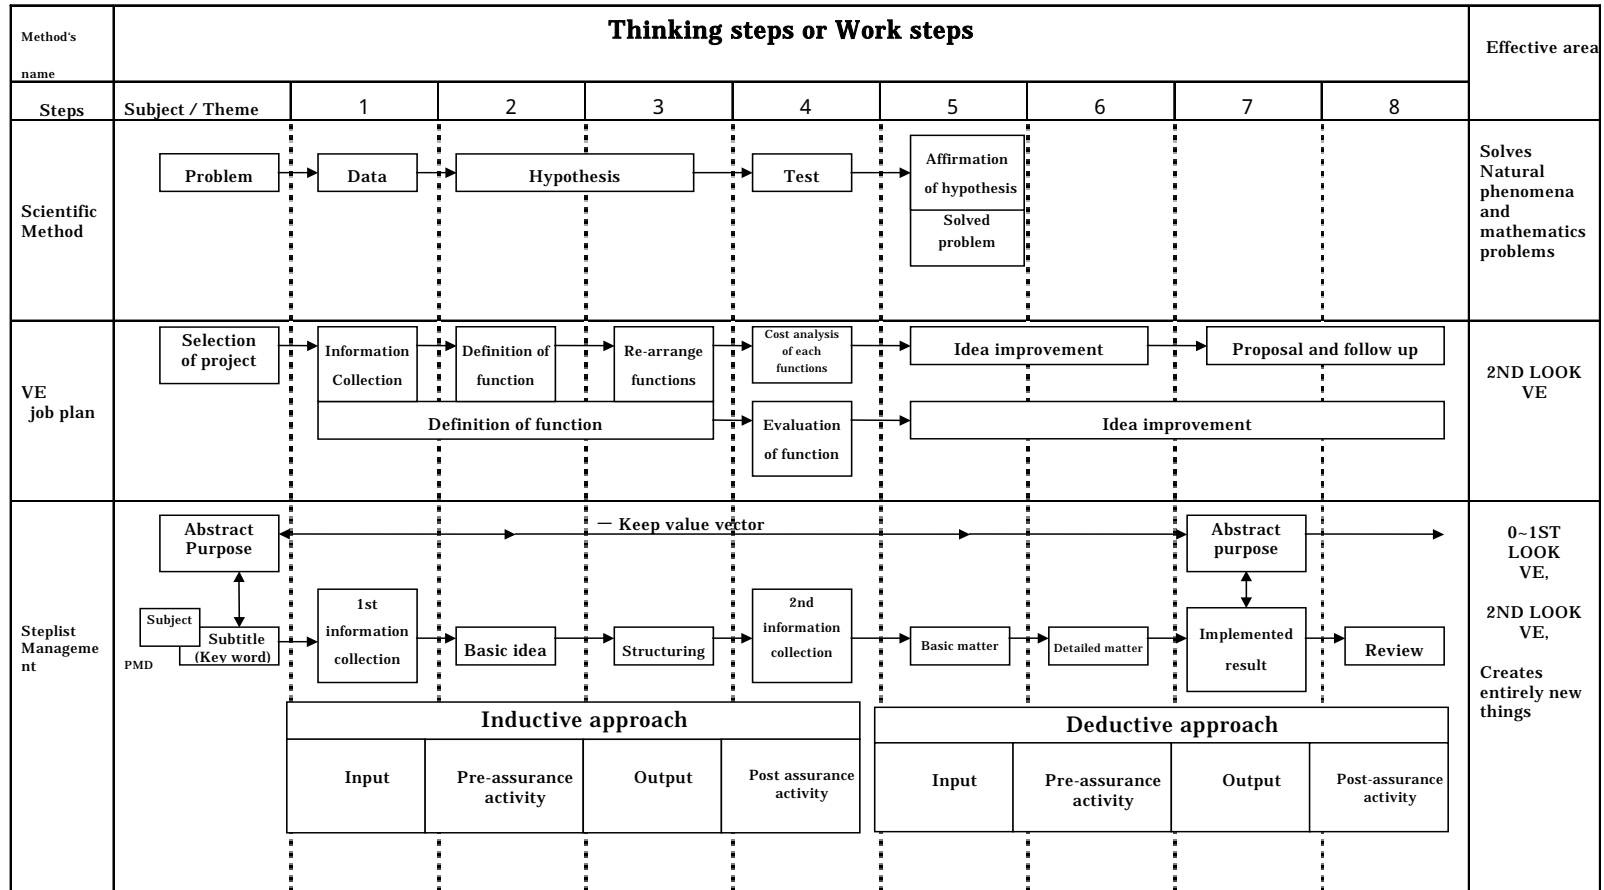 Method's
name
Thinking steps or Work steps
Effective area
Steps
Subject / Theme
1
2
3
4
5
6
7
8
Scientific
Method
Problem
Data
Hypothesis
Test
Affirmation
of hypothesis
Solved
problem
Solves
Natural
phenomena
and
mathematics
problems
VE
job plan
Selection
of project
Information
Collection
Definition of
function
Re-arrange
functions
Cost analysis
of each
functions
Idea improvement
Proposal and follow up
Definition of function
Evaluation
of function
Idea improvement
2ND LOOK
VE
Steplist
Manageme
nt
Abstract
Purpose
— Keep value vector
Abstract
purpose
Subject
Subtitle
(Key word)
PMD
1st
information
collection
Basic idea
Structuring
2nd
information
collection
Basic matter
Detailed matter
Implemented
result
Review
0~1ST
LOOK
VE,
2ND LOOK
VE,
Creates
entirely new
things
Inductive approach
Input
Pre-assurance
activity
Output
Post assurance
activity
Deductive approach
Input
Pre-assurance
activity
Output
Post-assurance
activity